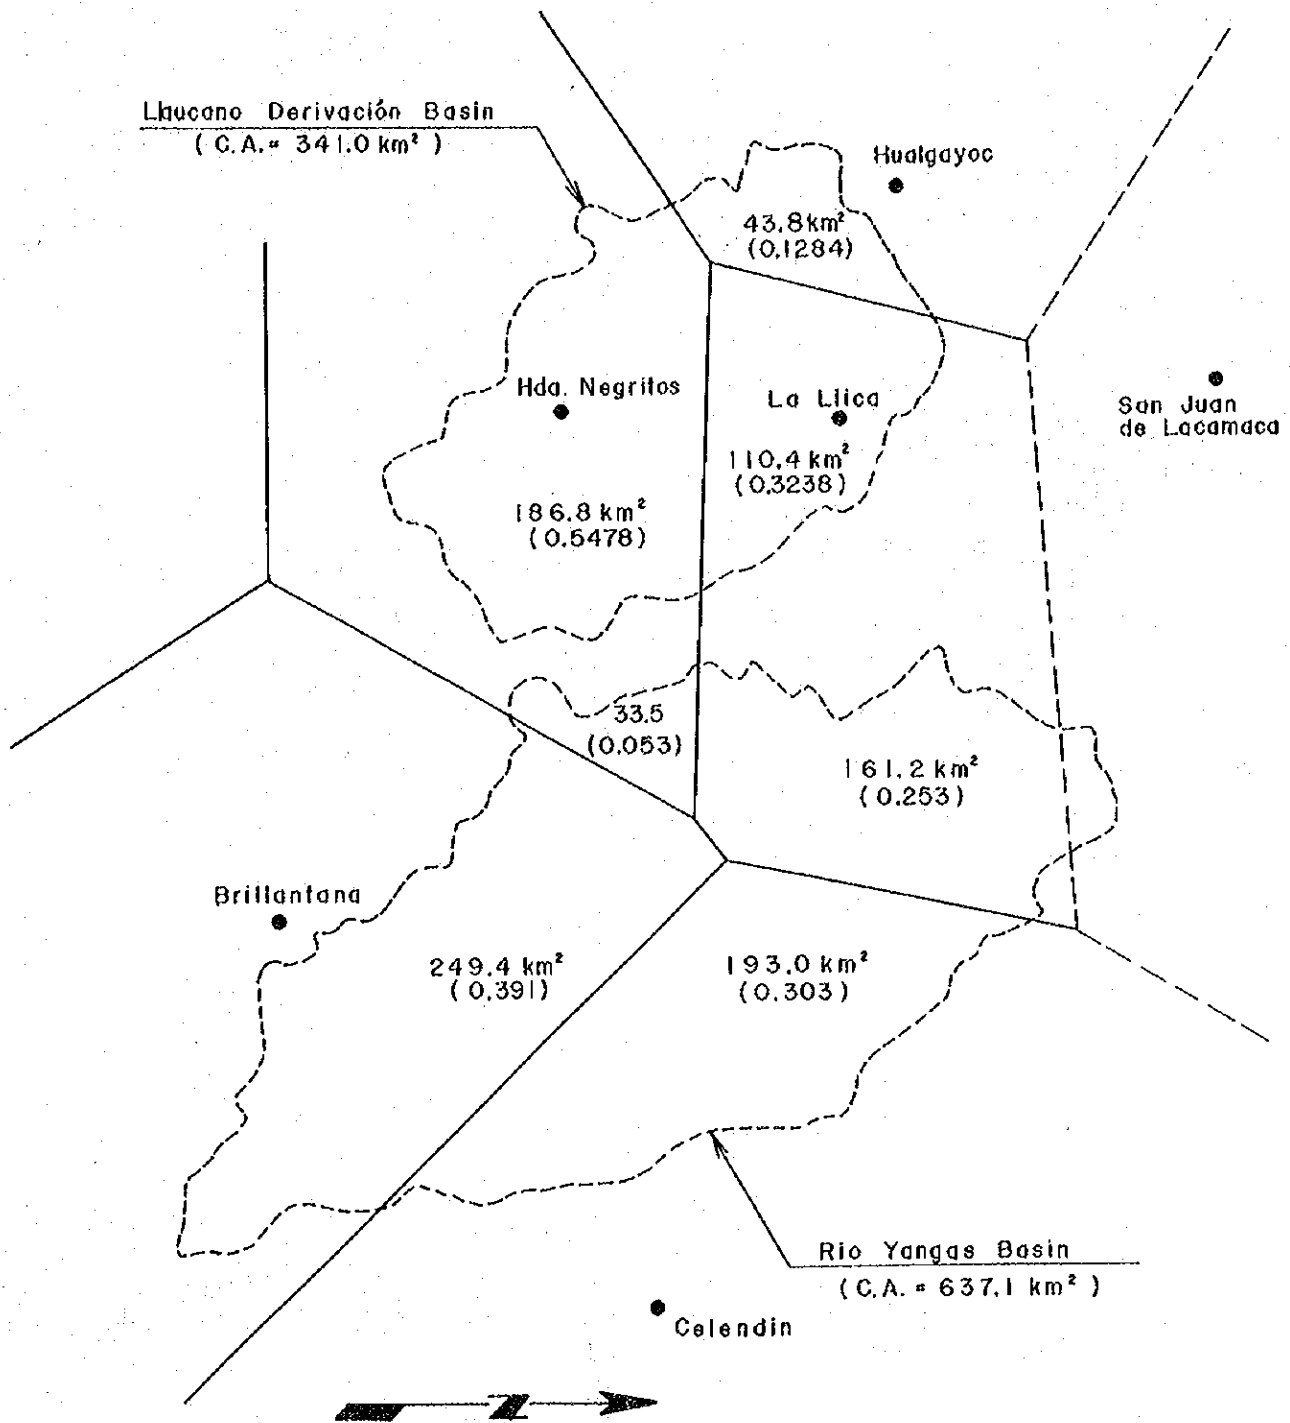 Llaucano Derivación Basin
( C.A.= 341.0 km² )
Hualgayoc
43.8 km²
(0.1284)
Hda. Negritos
La Llica
San Juan
de Lacamaca
110.4 km²
(0.3238)
186.8 km²
(0.5478)
33.5
(0.053)
161.2 km²
(0.253)
Brillantana
249.4 km²
(0.391)
193.0 km²
(0.303)
Rio Yangas Basin
( C.A. = 637.1 km² )
Celendin
N